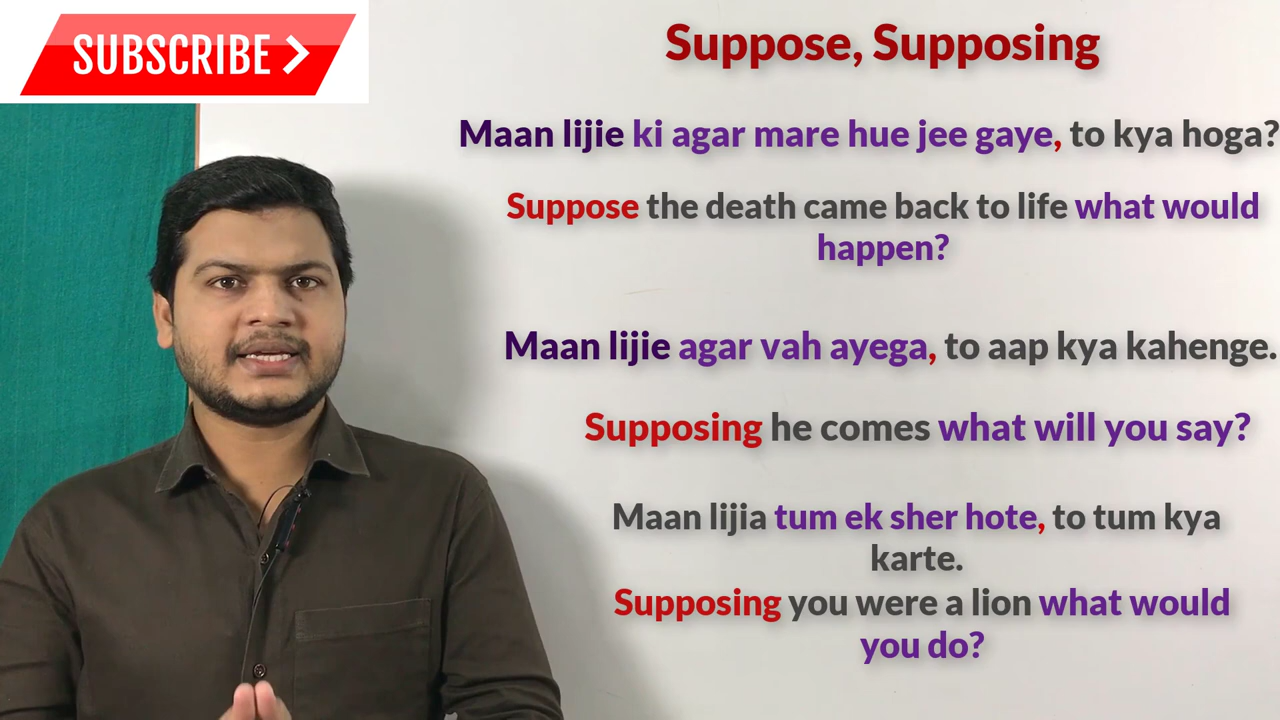 SUBSCRIBE
Suppose, Supposing
Maan lijie ki agar mare hue jee gaye, to kya hoga?
Suppose the death came back to life what would
happen?
Maan lijie agar vah ayega, to aap kya kahenge.
Supposing he comes what will you say?
Maan lijia tum ek sher hote, to tum kya
karte.
Supposing you were a lion what would
you do?